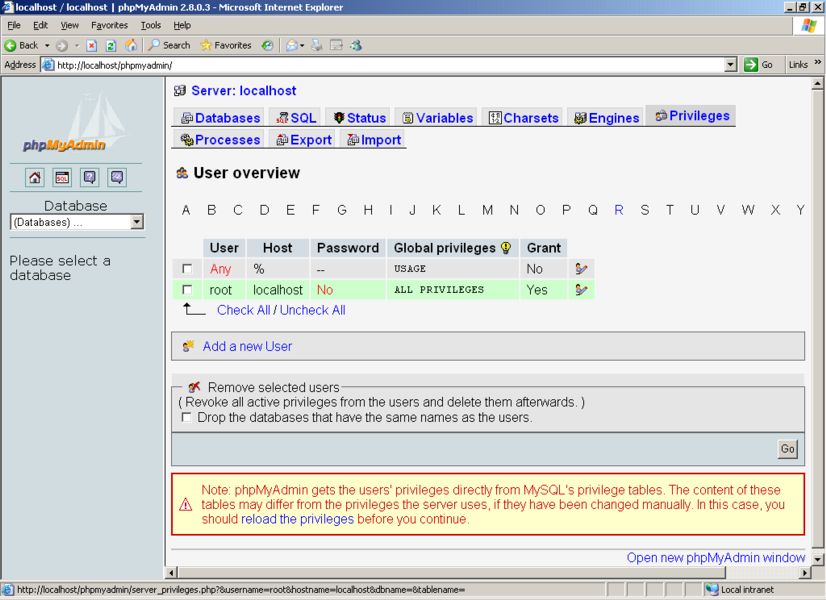 localhost / localhost | phpMyAdmin 2.8.0.3 - Microsoft Internet Explorer
File Edit View Favorites Tools Help
Back Search Favorites
Address http://localhost/phpmyadmin/ Go Links »
phpMyAdmin
SQL
Database
(Databases) ...
Please select a
database
Server: localhost
Databases SQL Status Variables Charsets Engines Privileges
Processes Export Import
User overview
A B C D E F G H I J K L M N O P Q R S T U V W X Y
User Host Password Global privileges Grant
Any % -- USAGE No
root localhost No ALL PRIVILEGES Yes
Check All / Uncheck All
Add a new User
Remove selected users
( Revoke all active privileges from the users and delete them afterwards. )
Drop the databases that have the same names as the users.
Go
Note: phpMyAdmin gets the users' privileges directly from MySQL's privilege tables. The content of these
tables may differ from the privileges the server uses, if they have been changed manually. In this case, you
should reload the privileges before you continue.
Open new phpMyAdmin window
http://localhost/phpmyadmin/server_privileges.php?&username=root&hostname=localhost&dbname=&tablename= Local intranet